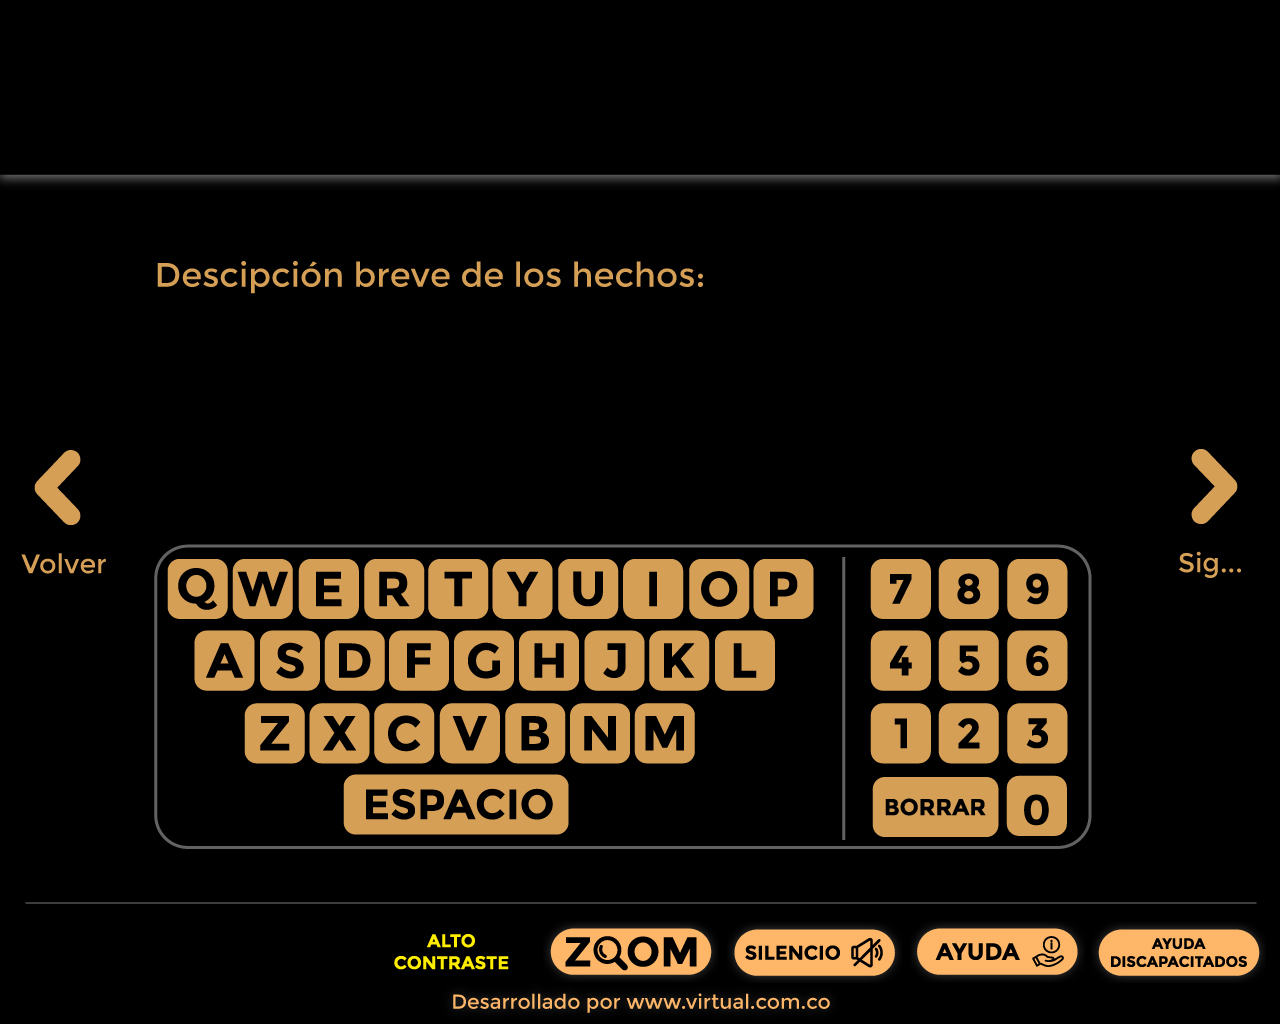 Descipción breve de los hechos:
Volver
Sig...
Q W E R T Y U I O P 7 8 9
A S D F G H J K L 4 5 6
Z X C V B N M 1 2 3
ESPACIO BORRAR 0
ALTO
CONTRASTE
ZOOM
SILENCIO
AYUDA
AYUDA
DISCAPACITADOS
Desarrollado por www.virtual.com.co